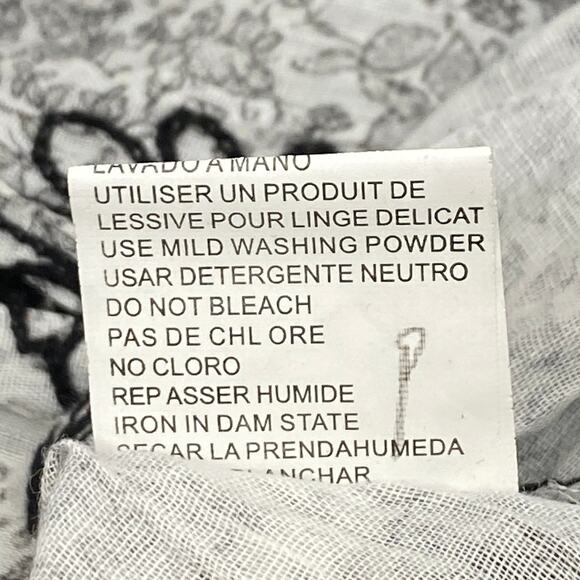 LAVADO A MANO
UTILISER UN PRODUIT DE
LESSIVE POUR LINGE DELICAT
USE MILD WASHING POWDER
USAR DETERGENTE NEUTRO
DO NOT BLEACH
PAS DE CHL ORE
NO CLORO
REP ASSER HUMIDE
IRON IN DAM STATE
SECAR LA PRENDAHUMEDA
PLANCHAR